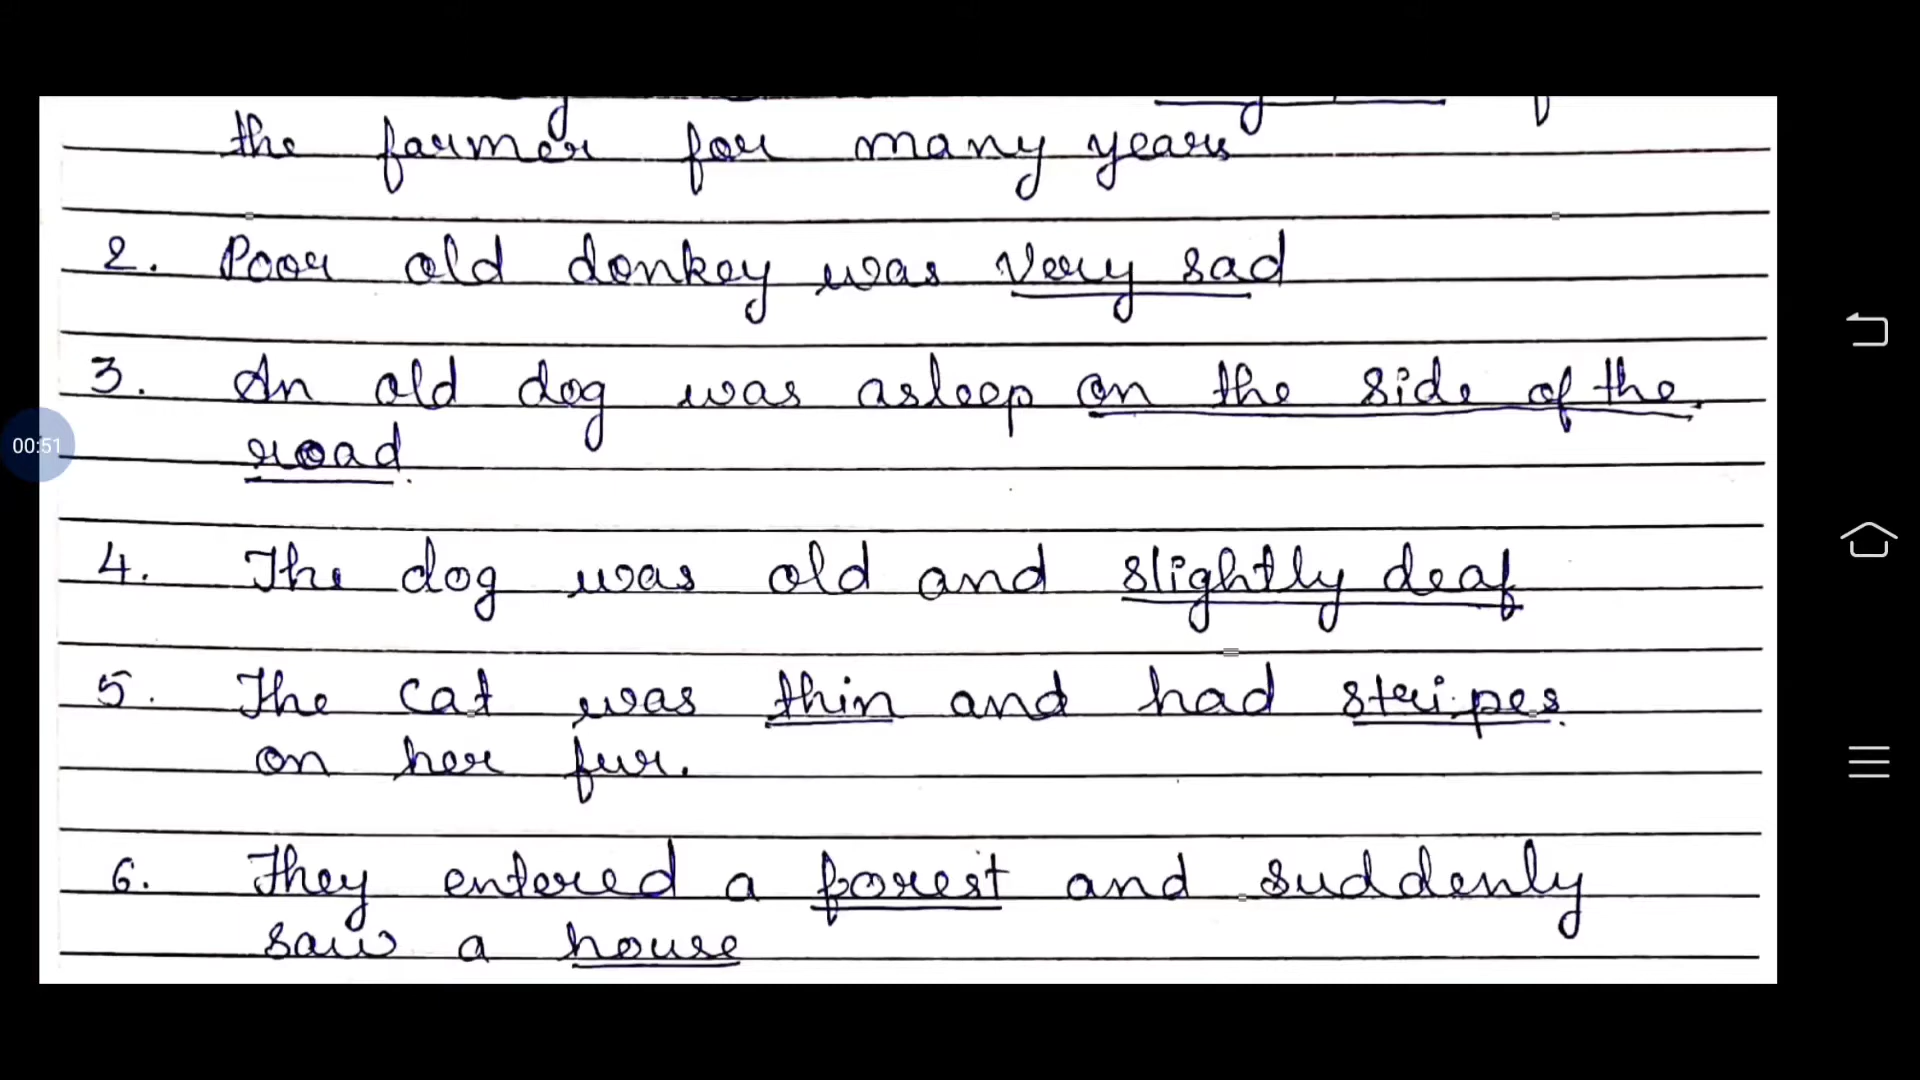 the farmer for many years
2. Poor old donkey was very sad
3. An old dog was asleep on the side of the
road.
00:51
4. The dog was old and slightly deaf
5. The cat was thin and had stripes.
on her fur.
6. They entered a forest and suddenly
saw a house